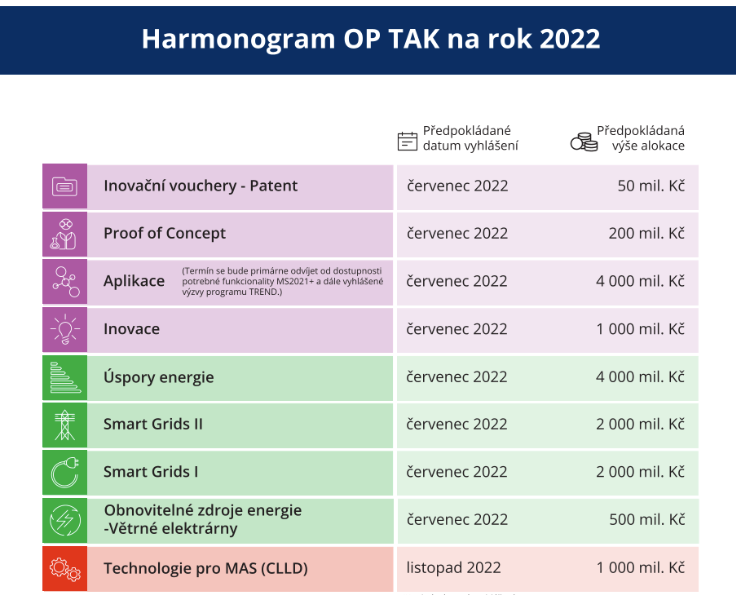 Harmonogram OP TAK na rok 2022
Předpokládané
datum vyhlášení
Předpokládaná
výše alokace
Inovační vouchery - Patent
červenec 2022
50 mil. Kč
Proof of Concept
červenec 2022
200 mil. Kč
Aplikace
(Termín se bude primárne odvíjet od dostupnosti
potrebné funkcionality MS2021+ a dále vyhlášené
výzvy programu TREND.)
červenec 2022
4 000 mil. Kč
Inovace
červenec 2022
1 000 mil. Kč
Úspory energie
červenec 2022
4 000 mil. Kč
Smart Grids II
červenec 2022
2 000 mil. Kč
Smart Grids I
červenec 2022
2 000 mil. Kč
Obnovitelné zdroje energie
-Větrné elektrárny
červenec 2022
500 mil. Kč
Technologie pro MAS (CLLD)
listopad 2022
1 000 mil. Kč